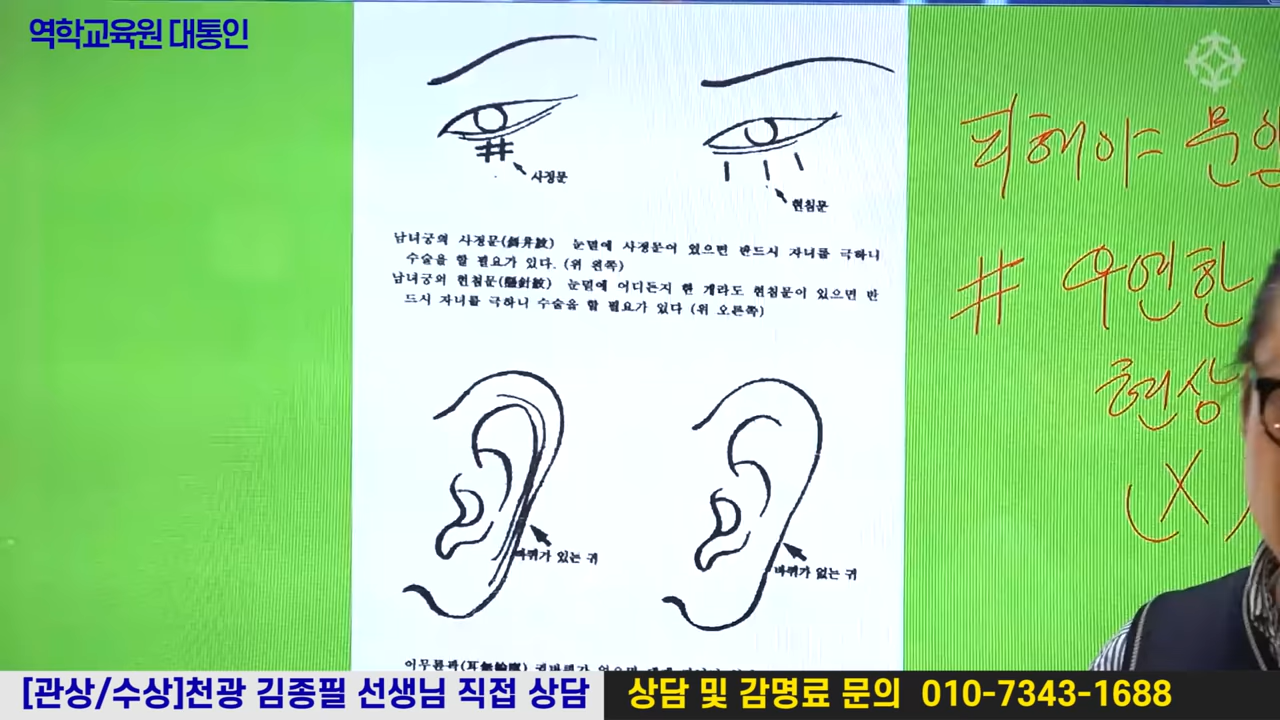 역학교육원 대통인
피해야 문양
사정문
현침문
남녀궁의 사정문(斜井紋) 눈밑에 사정문이 있으면 반드시 자녀를 극하니
수술을 할 필요가 있다. (위 왼쪽)
남녀궁의 현침문(懸針紋) 눈밑에 어디든지 한 개라도 현침문이 있으면 반
드시 자녀를 극하니 수술을 할 필요가 있다 (위 오른쪽)
# 우연한
현상
(X)
바퀴가 있는 귀
바퀴가 없는 귀
[관상/수상]천광 김종필 선생님 직접 상담
상담 및 감명료 문의 010-7343-1688